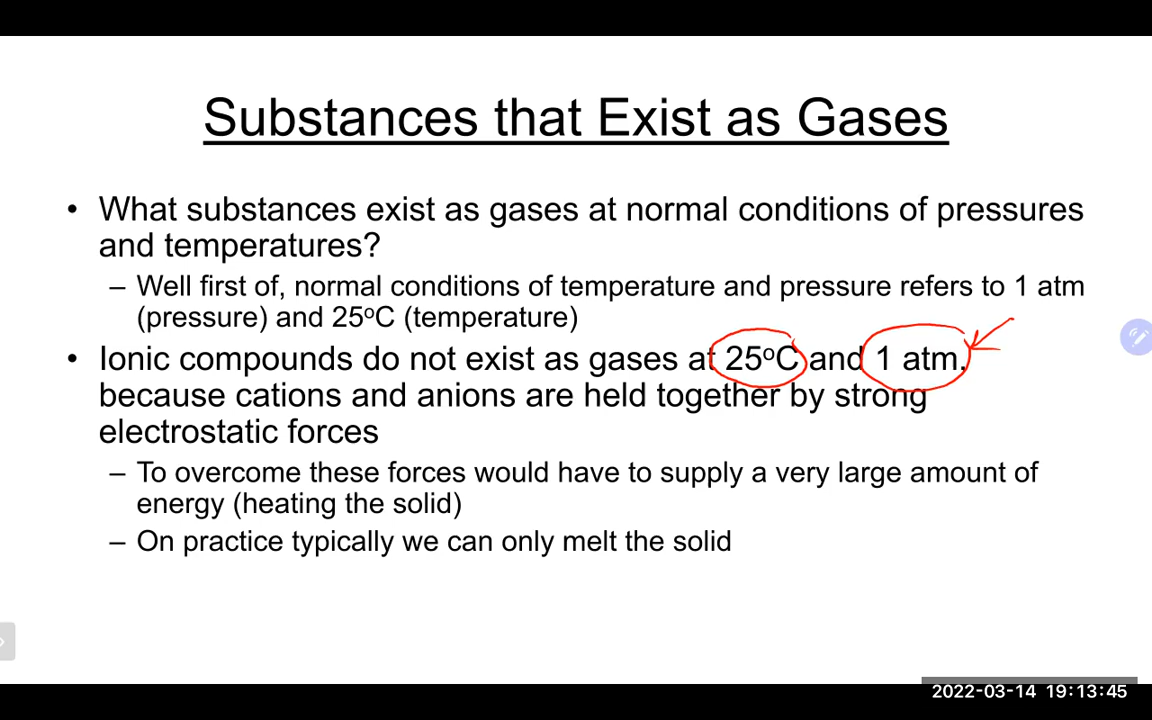 Substances that Exist as Gases
• What substances exist as gases at normal conditions of pressures
and temperatures?
– Well first of, normal conditions of temperature and pressure refers to 1 atm
(pressure) and 25ºC (temperature)
• Ionic compounds do not exist as gases at 25ºC and 1 atm,
because cations and anions are held together by strong
electrostatic forces
– To overcome these forces would have to supply a very large amount of
energy (heating the solid)
– On practice typically we can only melt the solid
2022-03-14 19:13:45